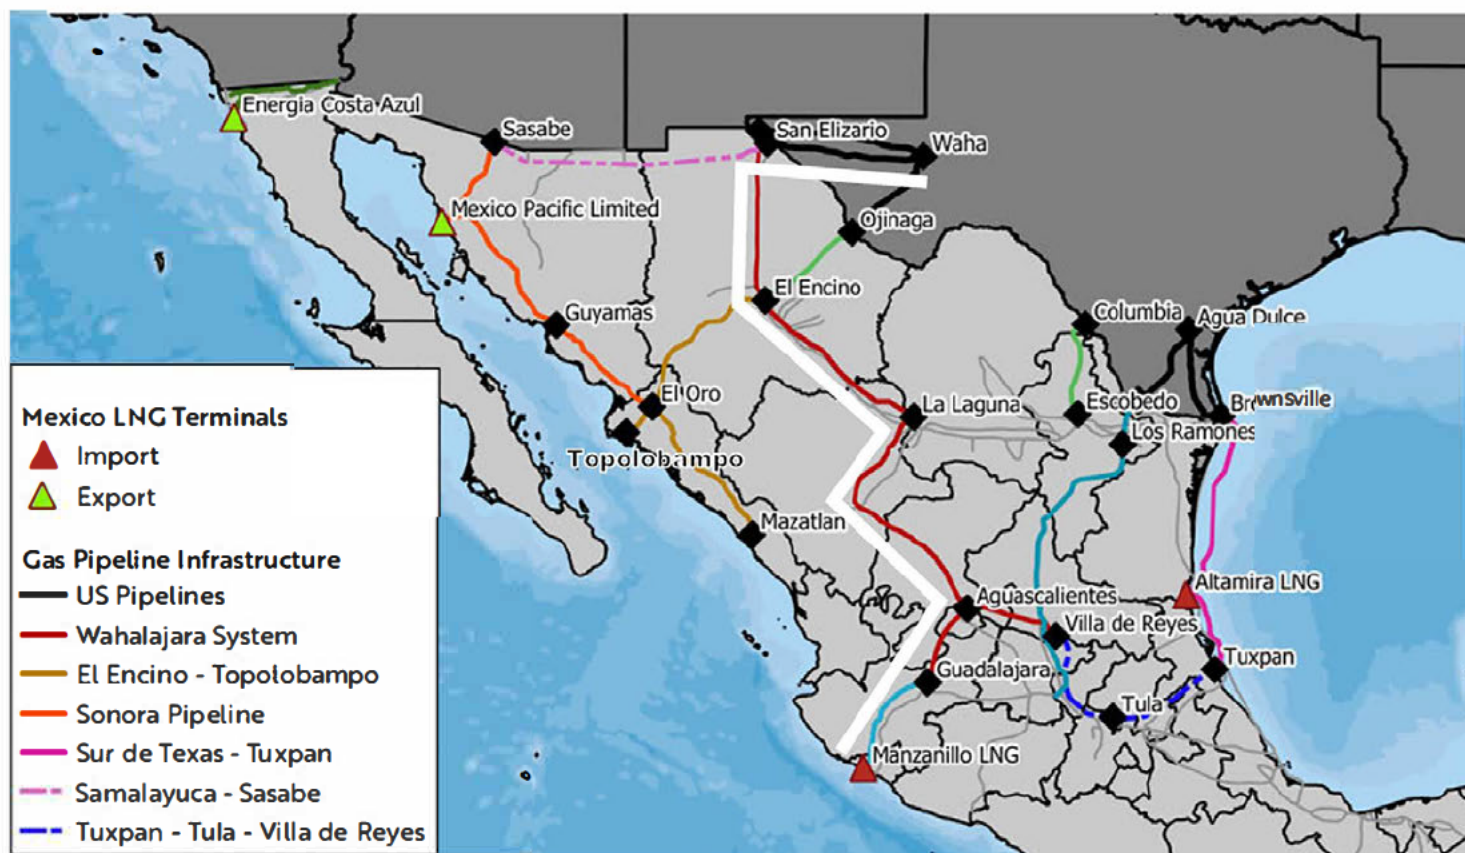 Energia Costa Azul
Sasabe
San Elizario
Waha
Mexico Pacific Limited
Ojinaga
El Encino
Guyamas
Columbia
Agua Dulce
El Oro
La Laguna
Escobedo
Brownsville
Los Ramones
Topolobampo
Mazatlan
Altamira LNG
Aguascalientes
Villa de Reyes
Guadalajara
Tuxpan
Tula
Manzanillo LNG
Mexico LNG Terminals
Import
Export
Gas Pipeline Infrastructure
US Pipelines
Wahalajara System
El Encino - Topolobampo
Sonora Pipeline
Sur de Texas - Tuxpan
Samalayuca - Sasabe
Tuxpan - Tula - Villa de Reyes